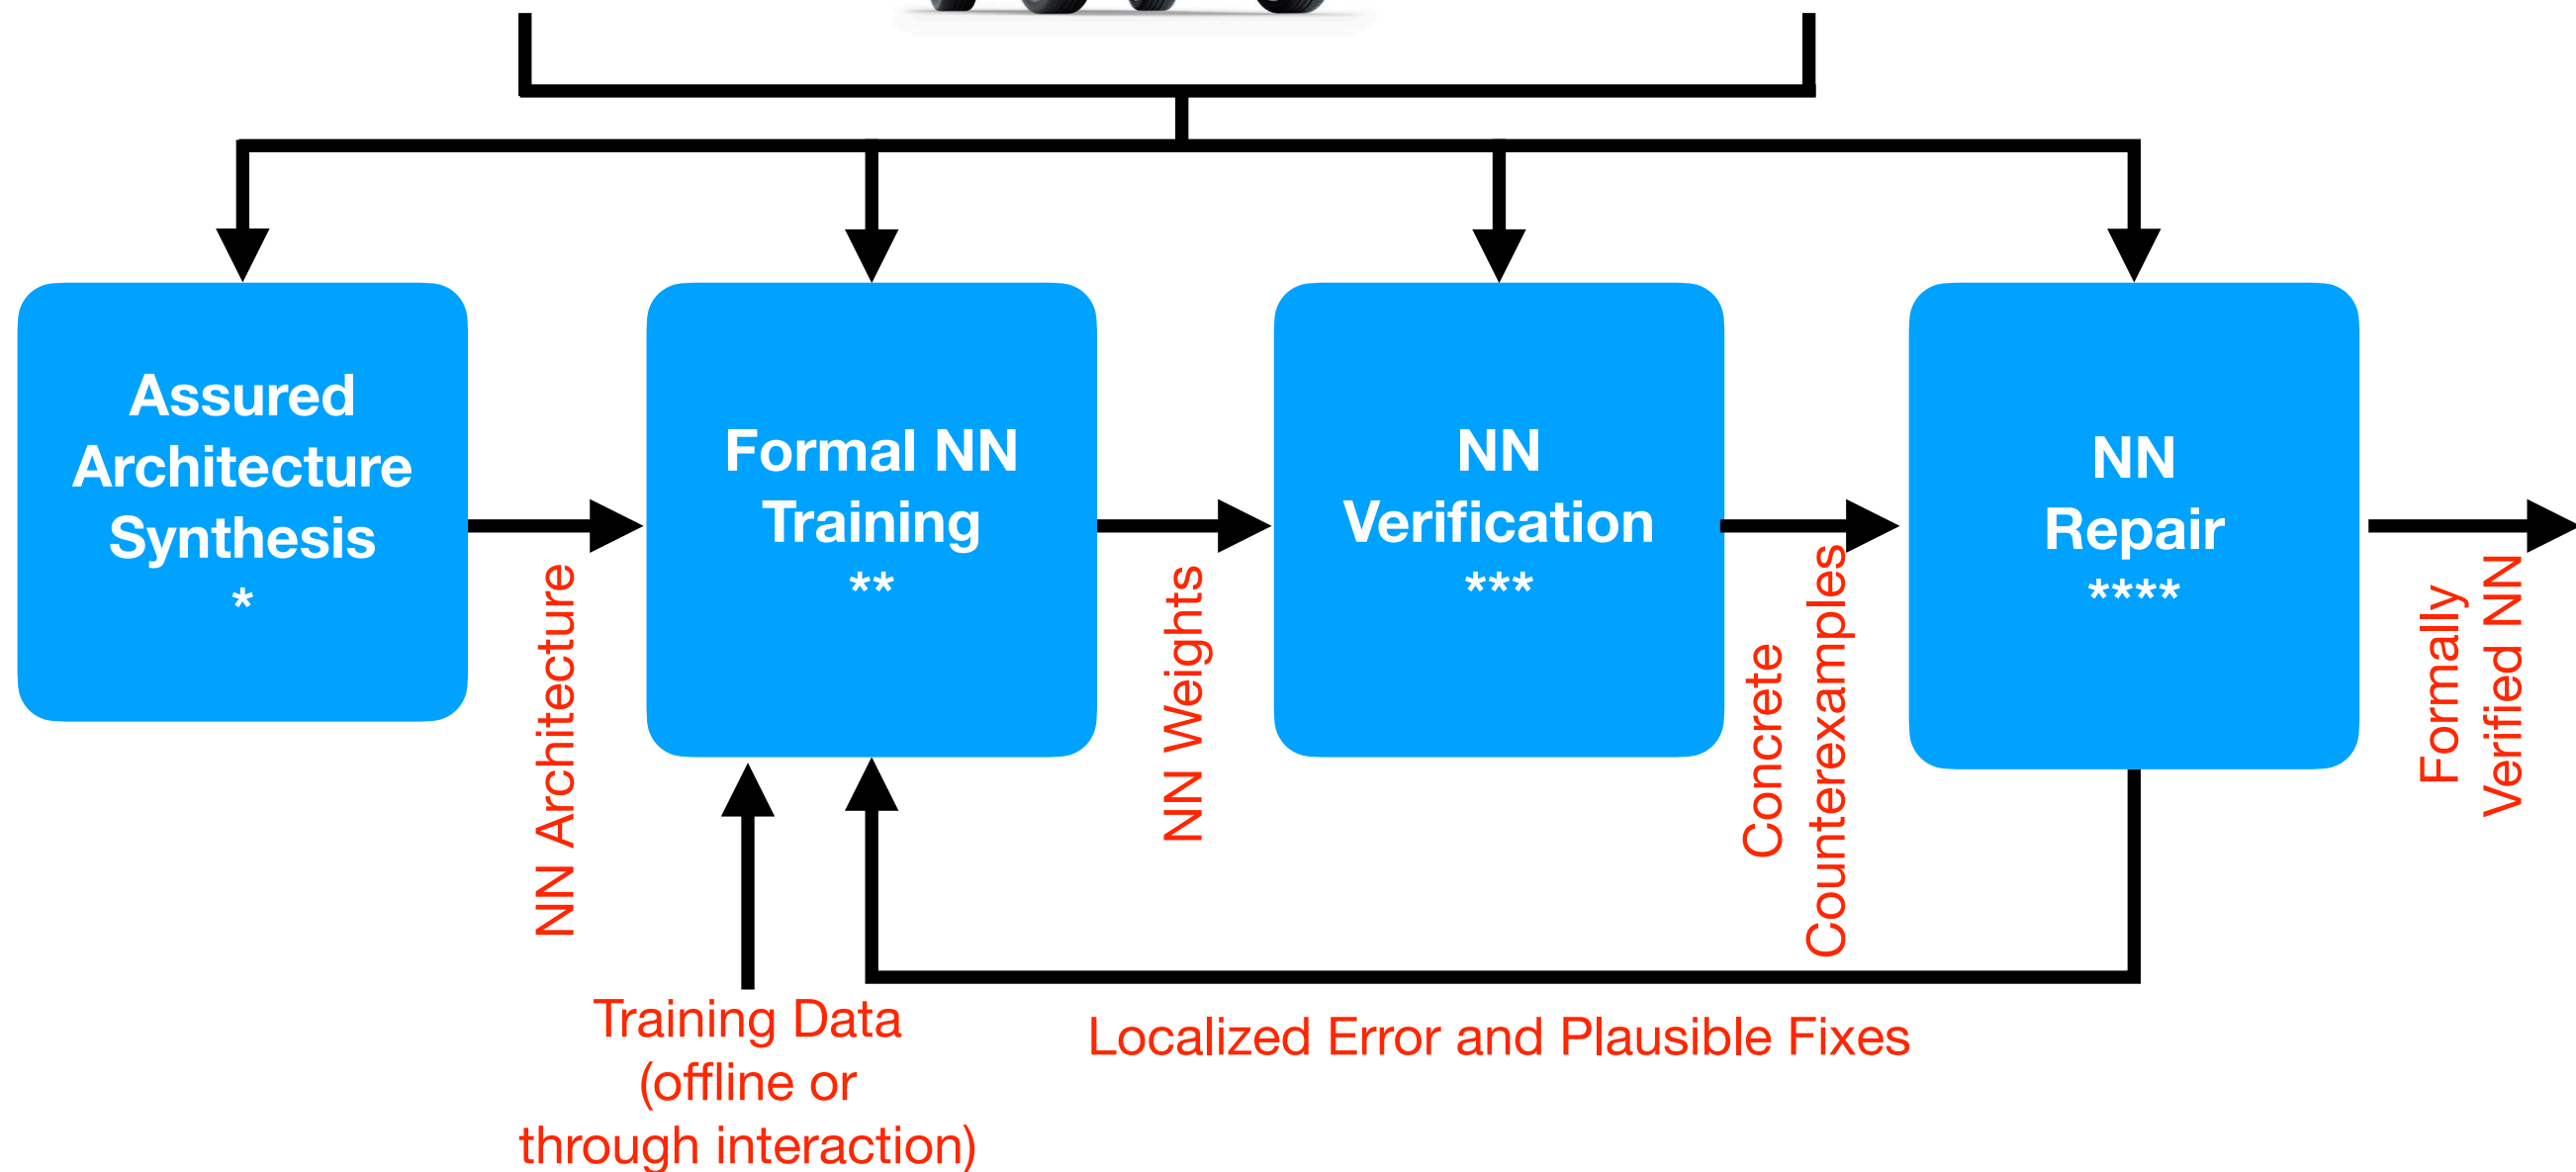 Assured
Architecture
Synthesis
*
Formal NN
Training
**
NN
Verification
***
NN
Repair
****
NN Architecture
NN Weights
Concrete
Counterexamples
Formally
Verified NN
Training Data
(offline or
through interaction)
Localized Error and Plausible Fixes